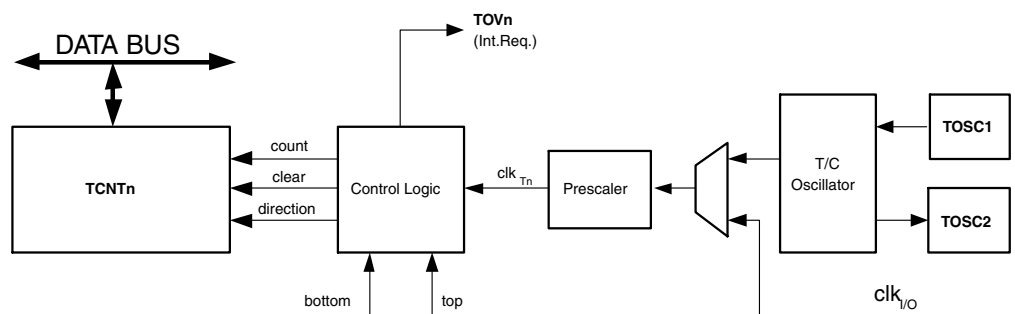 TOVn
(Int.Req.)
DATA BUS
TCNTn
count
clear
direction
Control Logic
clk Tn
Prescaler
T/C
Oscillator
TOSC1
TOSC2
bottom
top
clkI/O